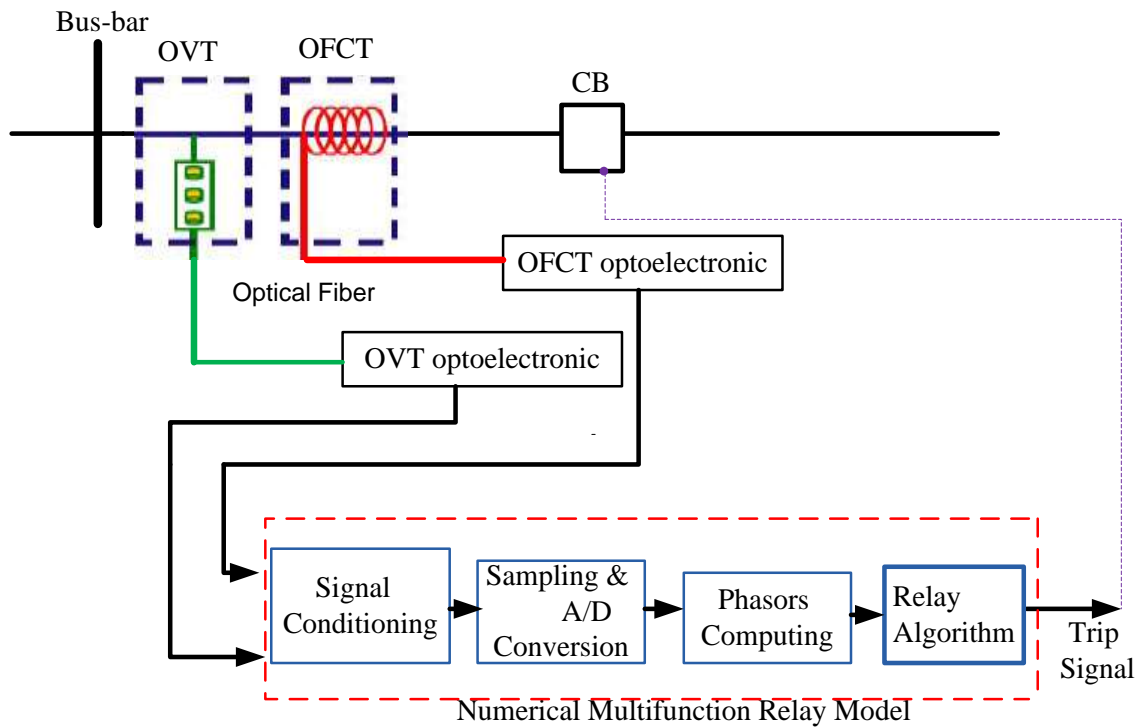 Bus-bar
OVT
OFCT
CB
OFCT optoelectronic
Optical Fiber
OVT optoelectronic
Signal
Conditioning
Sampling &
A/D
Conversion
Phasors
Computing
Relay
Algorithm
Trip
Signal
Numerical Multifunction Relay Model